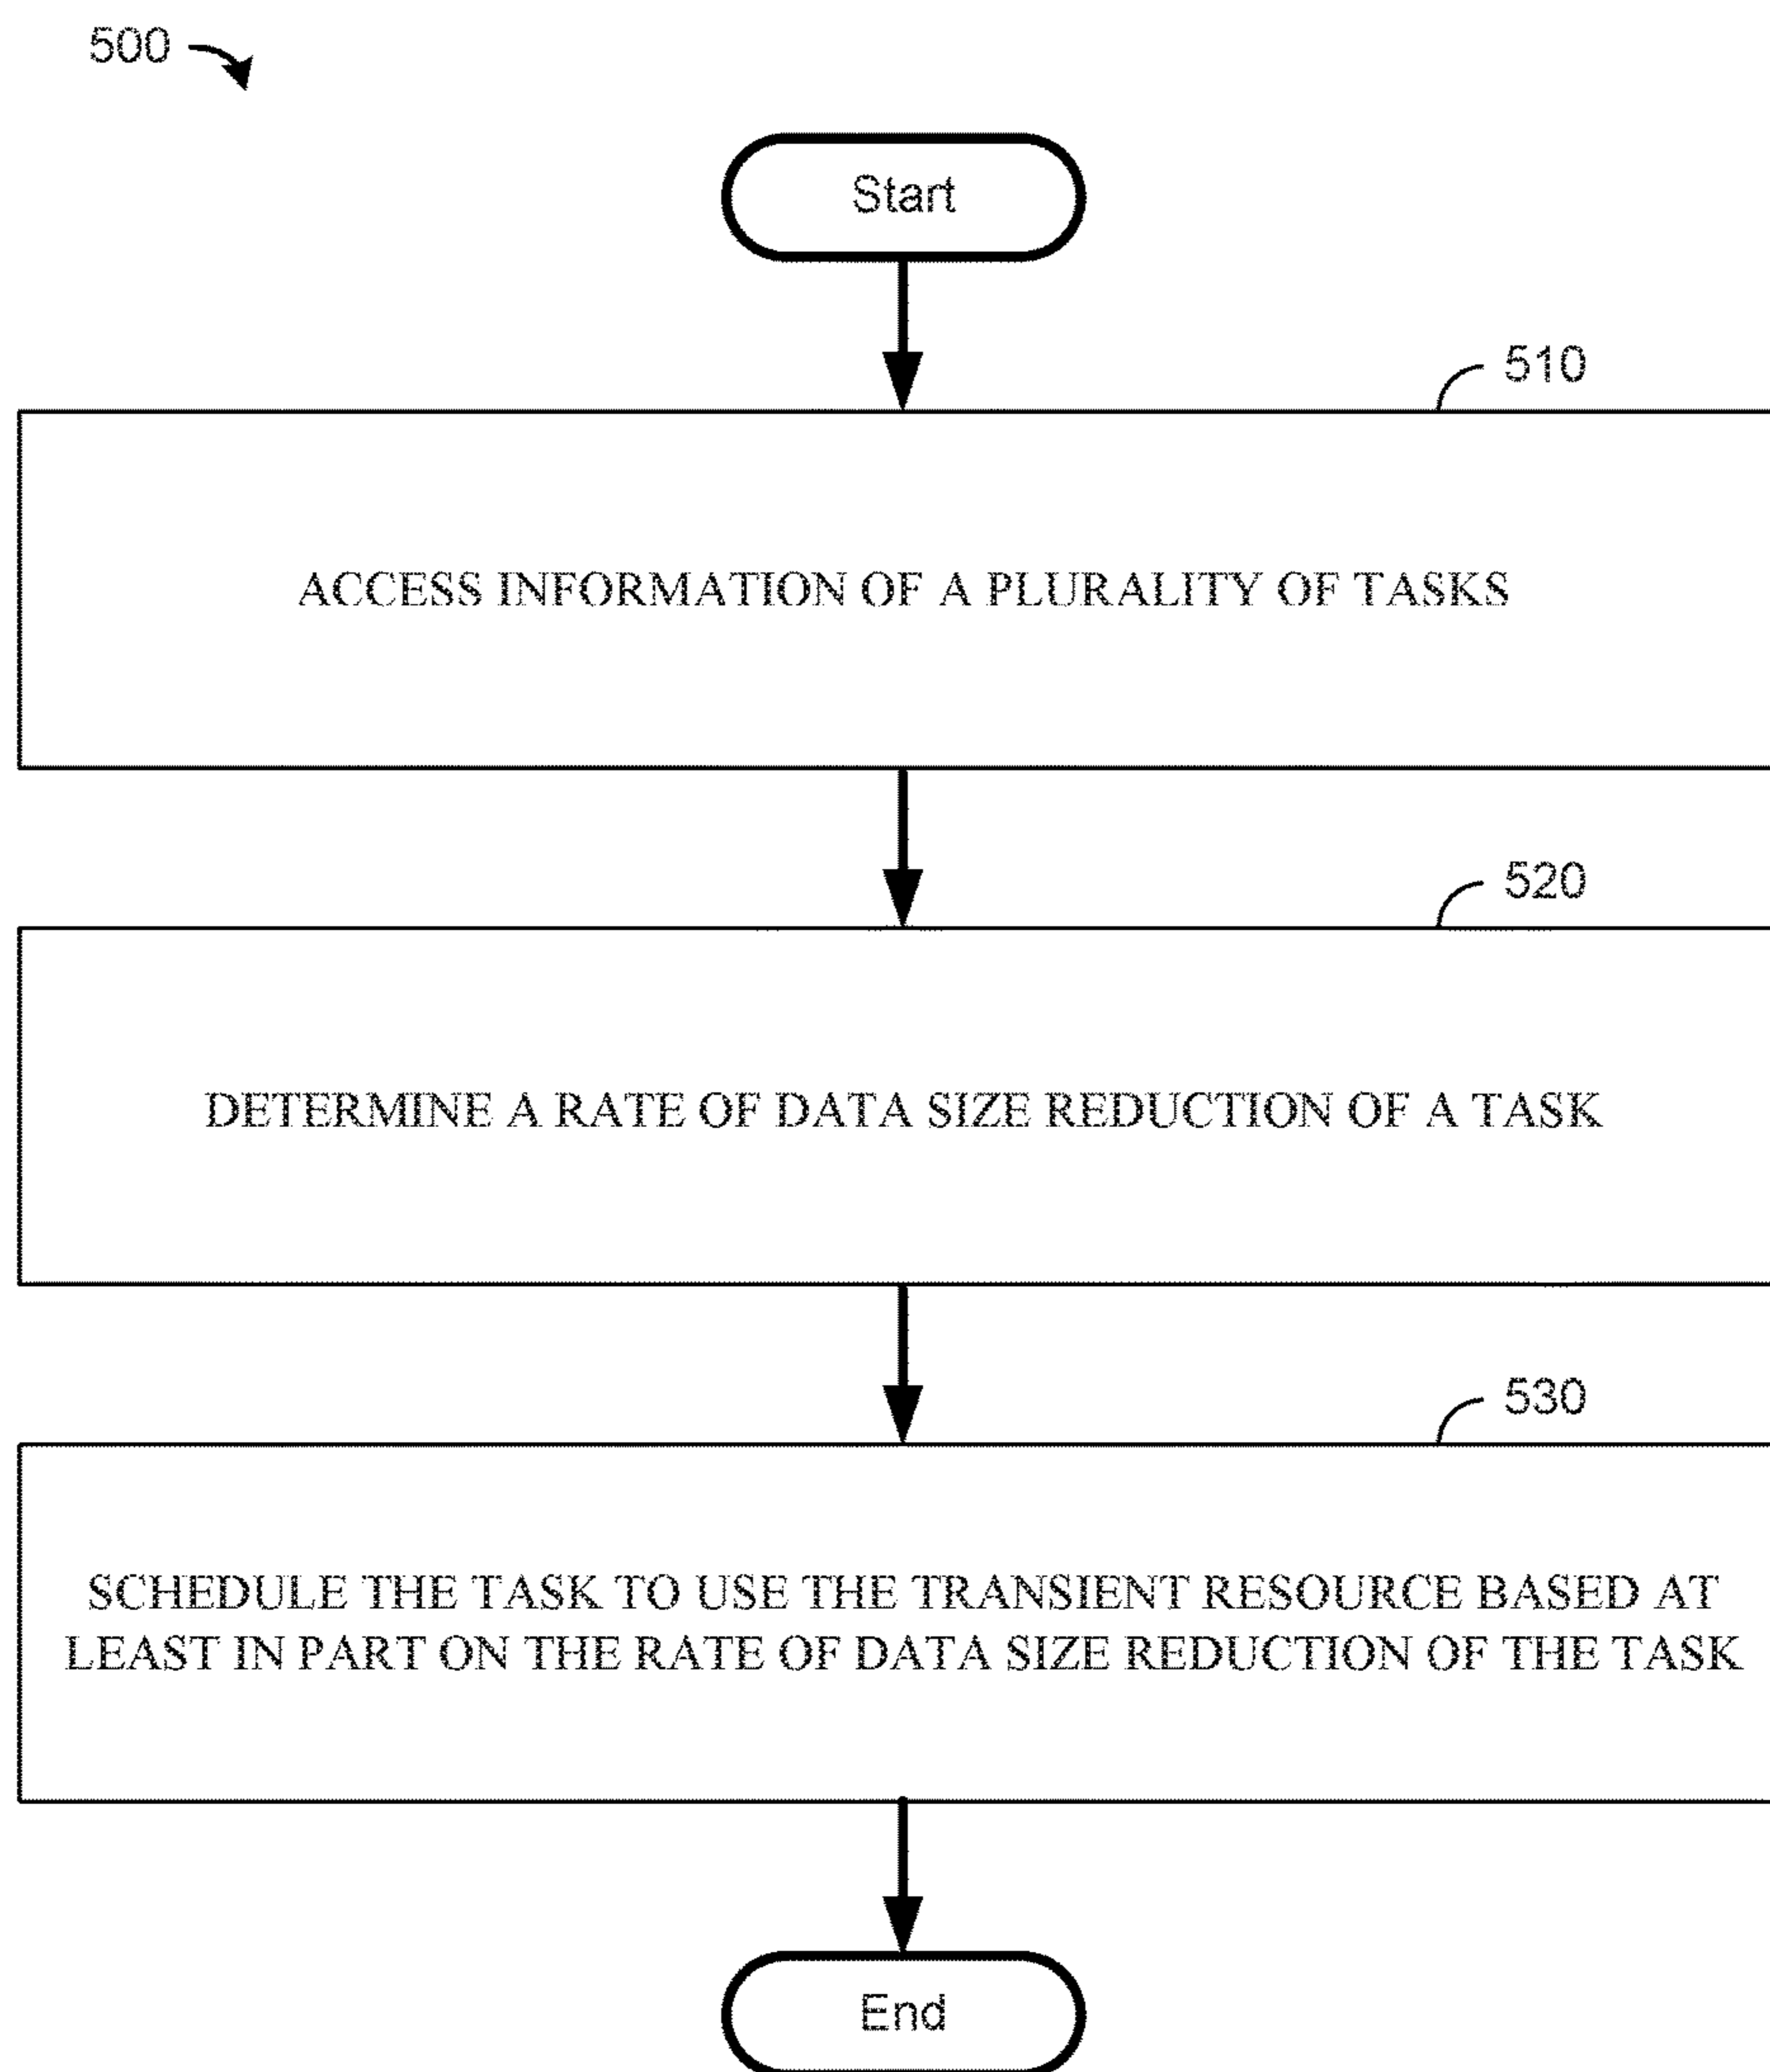 500
Start
510
ACCESS INFORMATION OF A PLURALITY OF TASKS
520
DETERMINE A RATE OF DATA SIZE REDUCTION OF A TASK
530
SCHEDULE THE TASK TO USE THE TRANSIENT RESOURCE BASED AT
LEAST IN PART ON THE RATE OF DATA SIZE REDUCTION OF THE TASK
End